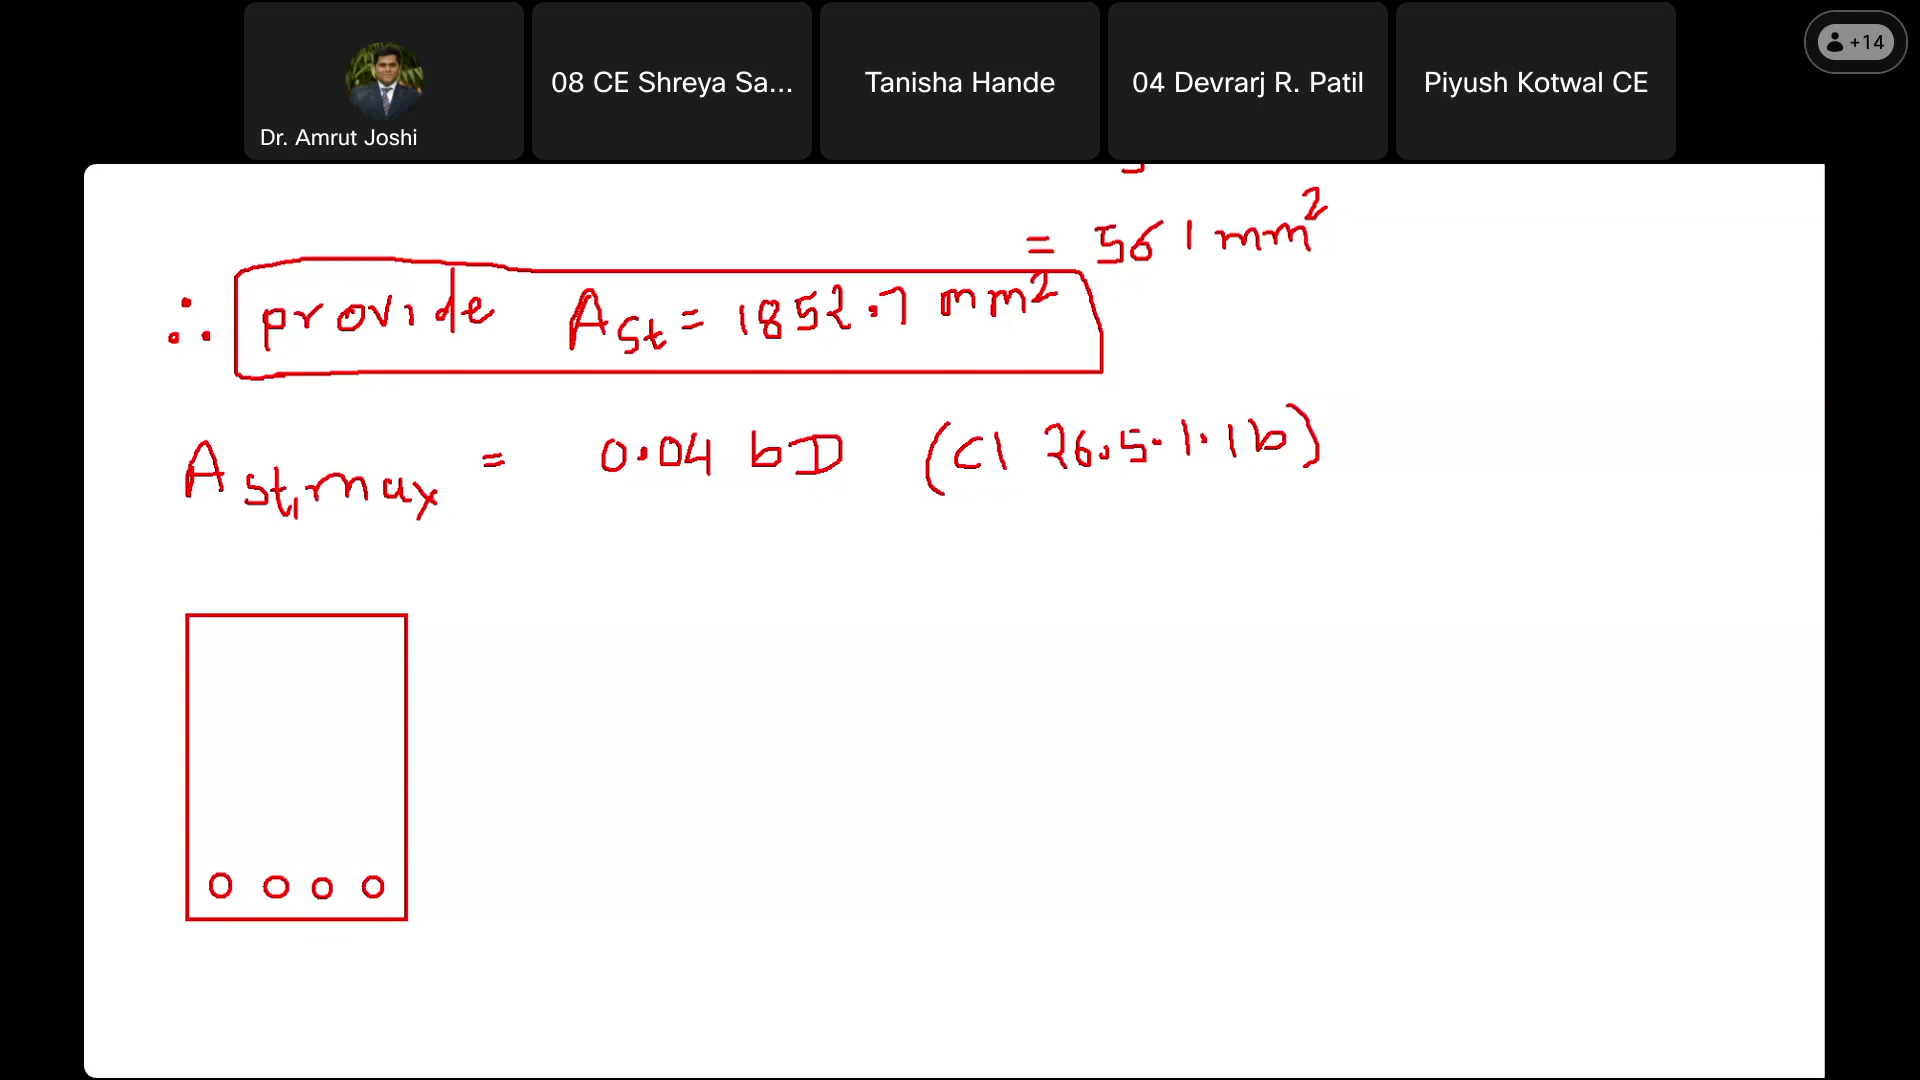 +14
08 CE Shreya Sa...
Tanisha Hande
04 Devrarj R. Patil
Piyush Kotwal CE
Dr. Amrut Joshi
= 561 mm²
∴ provide Ast = 1852.7 mm²
Ast,max = 0.04 bD (Cl 26.5.1.1b)